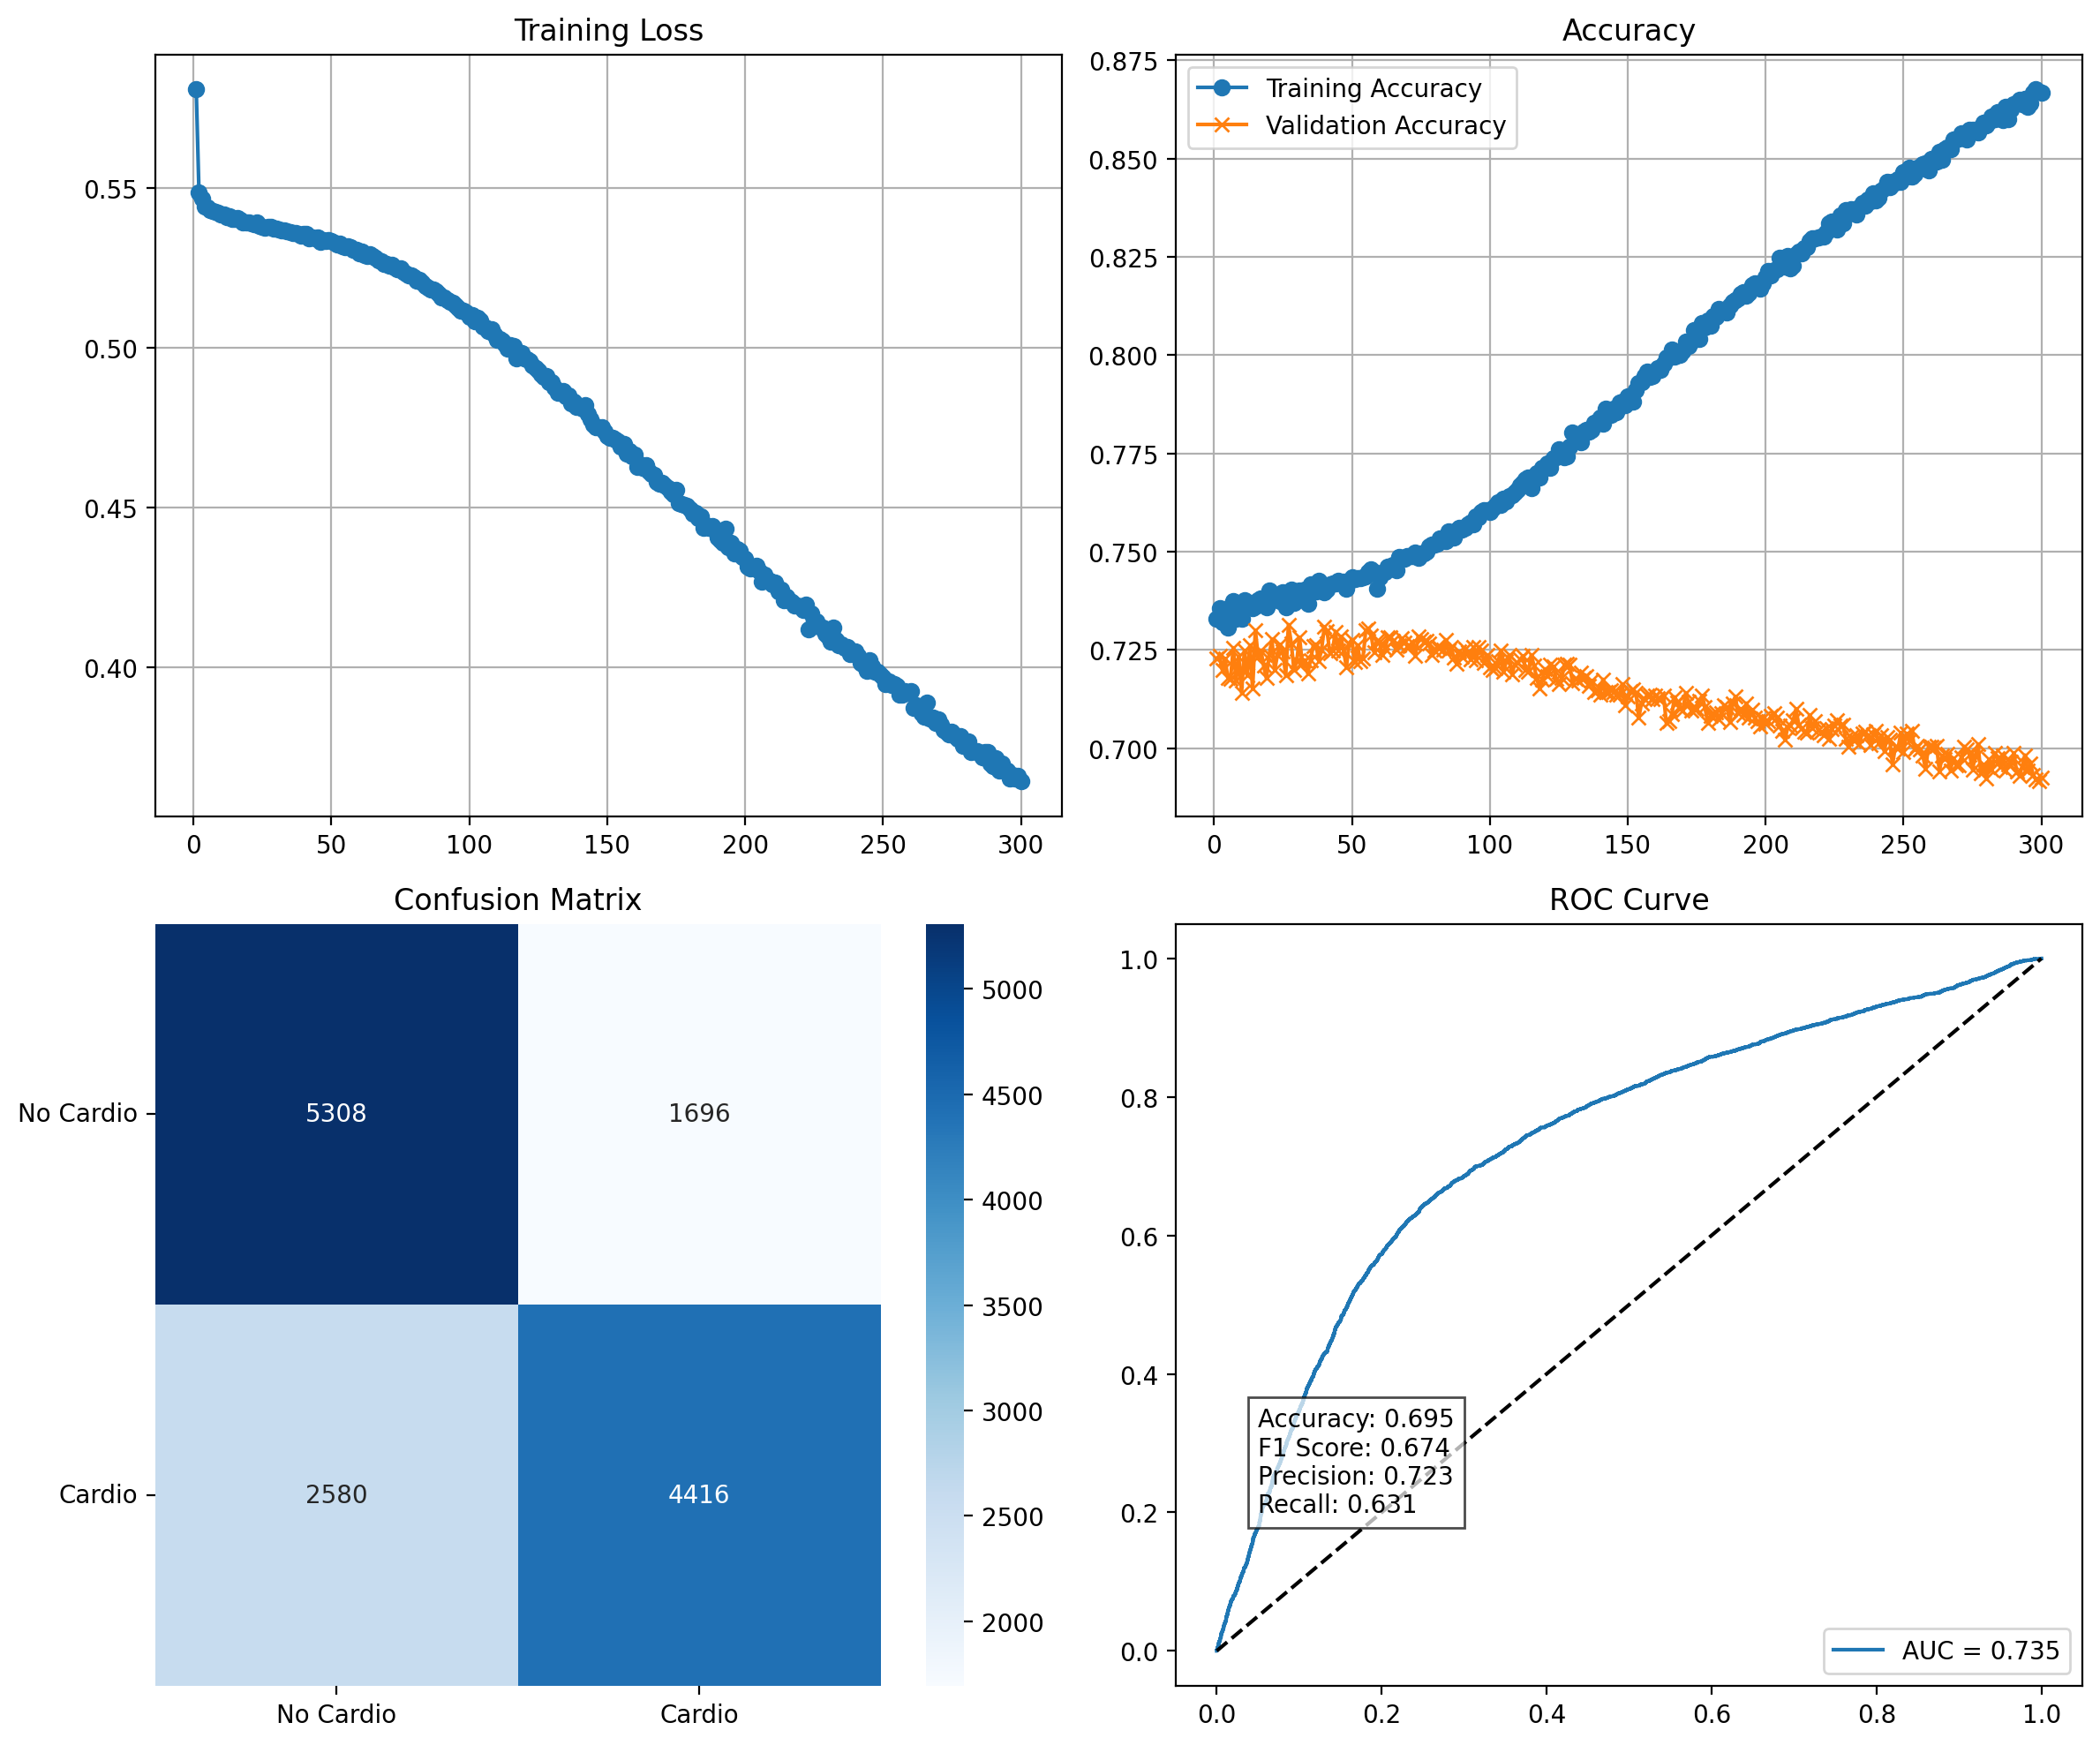 Training Loss
0.55
0.50
0.45
0.40
0 50 100 150 200 250 300
Accuracy
Training Accuracy
Validation Accuracy
0.875
0.850
0.825
0.800
0.775
0.750
0.725
0.700
0 50 100 150 200 250 300
Confusion Matrix
No Cardio
5308 1696
Cardio
2580 4416
No Cardio Cardio
5000
4500
4000
3500
3000
2500
2000
ROC Curve
1.0
0.8
0.6
0.4
0.2
0.0
Accuracy: 0.695
F1 Score: 0.674
Precision: 0.723
Recall: 0.631
AUC = 0.735
0.0 0.2 0.4 0.6 0.8 1.0